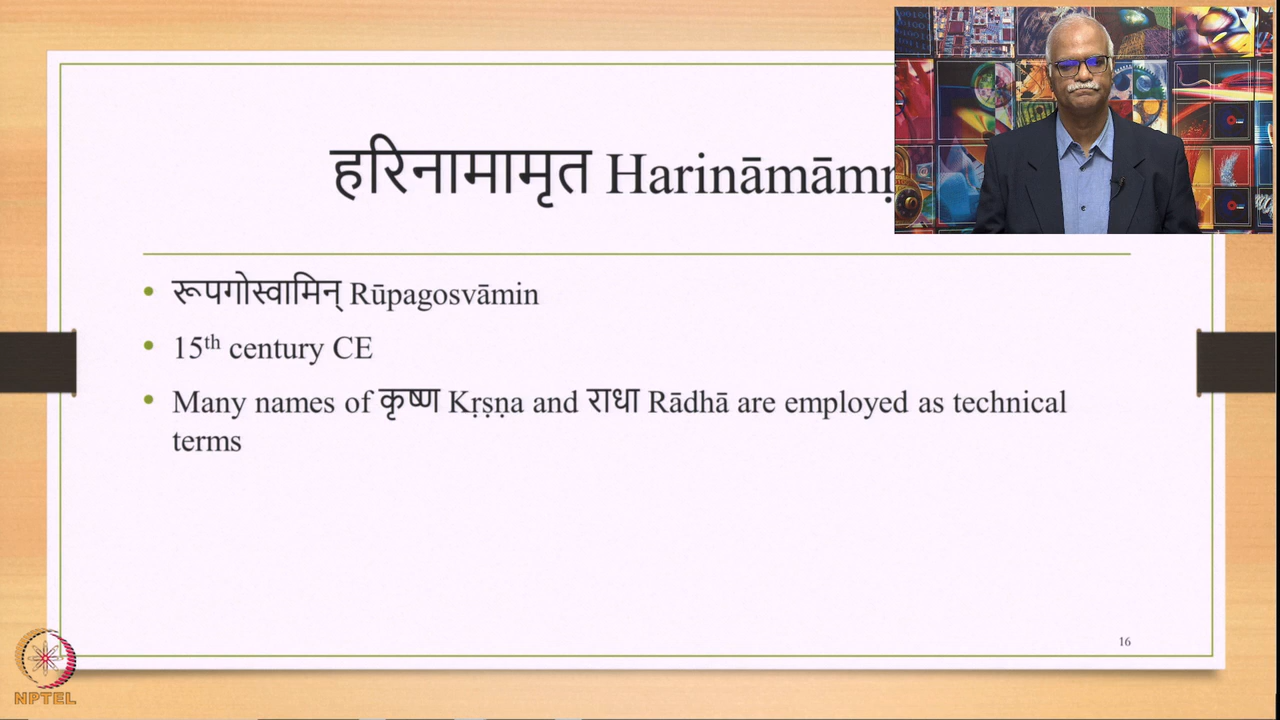 हरिनामामृत Harināmāmṛ
रूपगोस्वामिन् Rūpagosvāmin
15th century CE
Many names of कृष्ण Kṛṣṇa and राधा Rādhā are employed as technical
terms
16
NPTEL